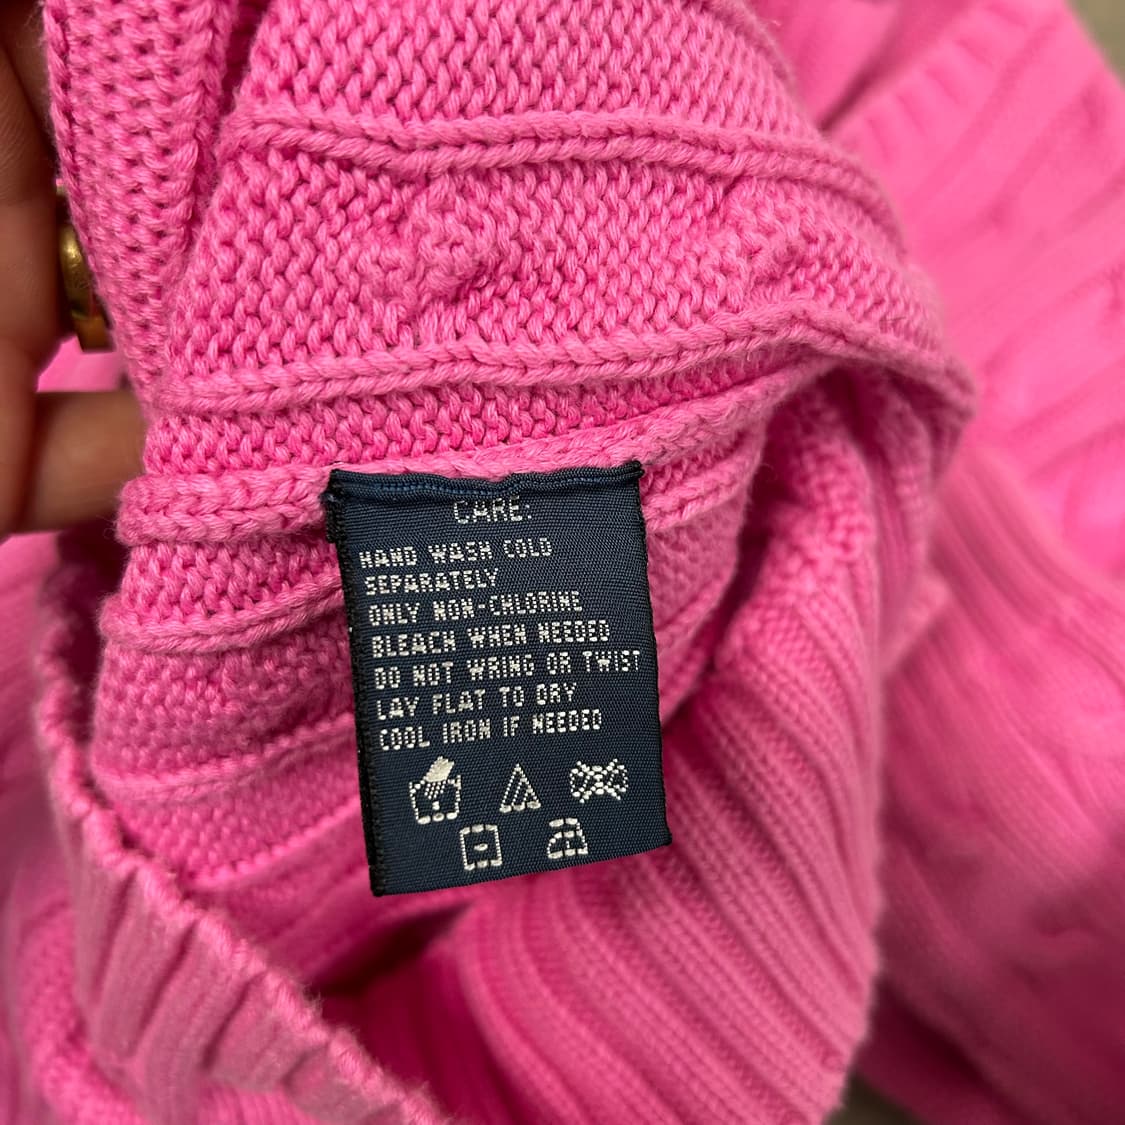 CARE:
HAND WASH COLD
SEPARATELY
ONLY NON-CHLORINE
BLEACH WHEN NEEDED
DO NOT WRING OR TWIST
LAY FLAT TO DRY
COOL IRON IF NEEDED